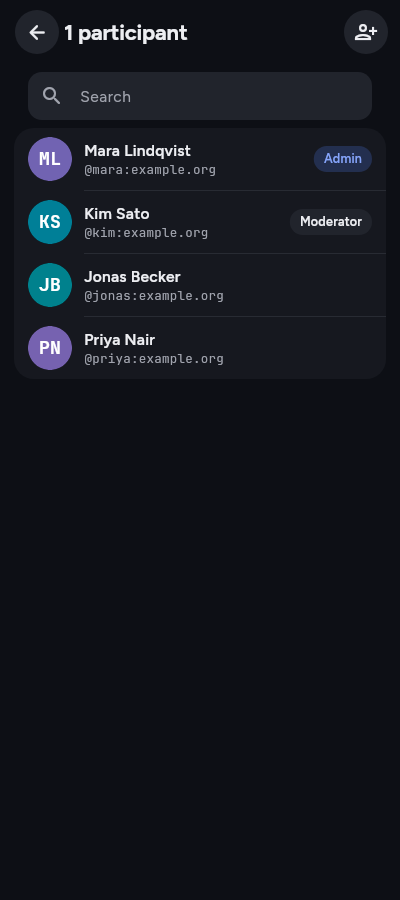 1 participant
Search
ML
Mara Lindqvist
@mara:example.org
Admin
KS
Kim Sato
@kim:example.org
Moderator
JB
Jonas Becker
@jonas:example.org
PN
Priya Nair
@priya:example.org